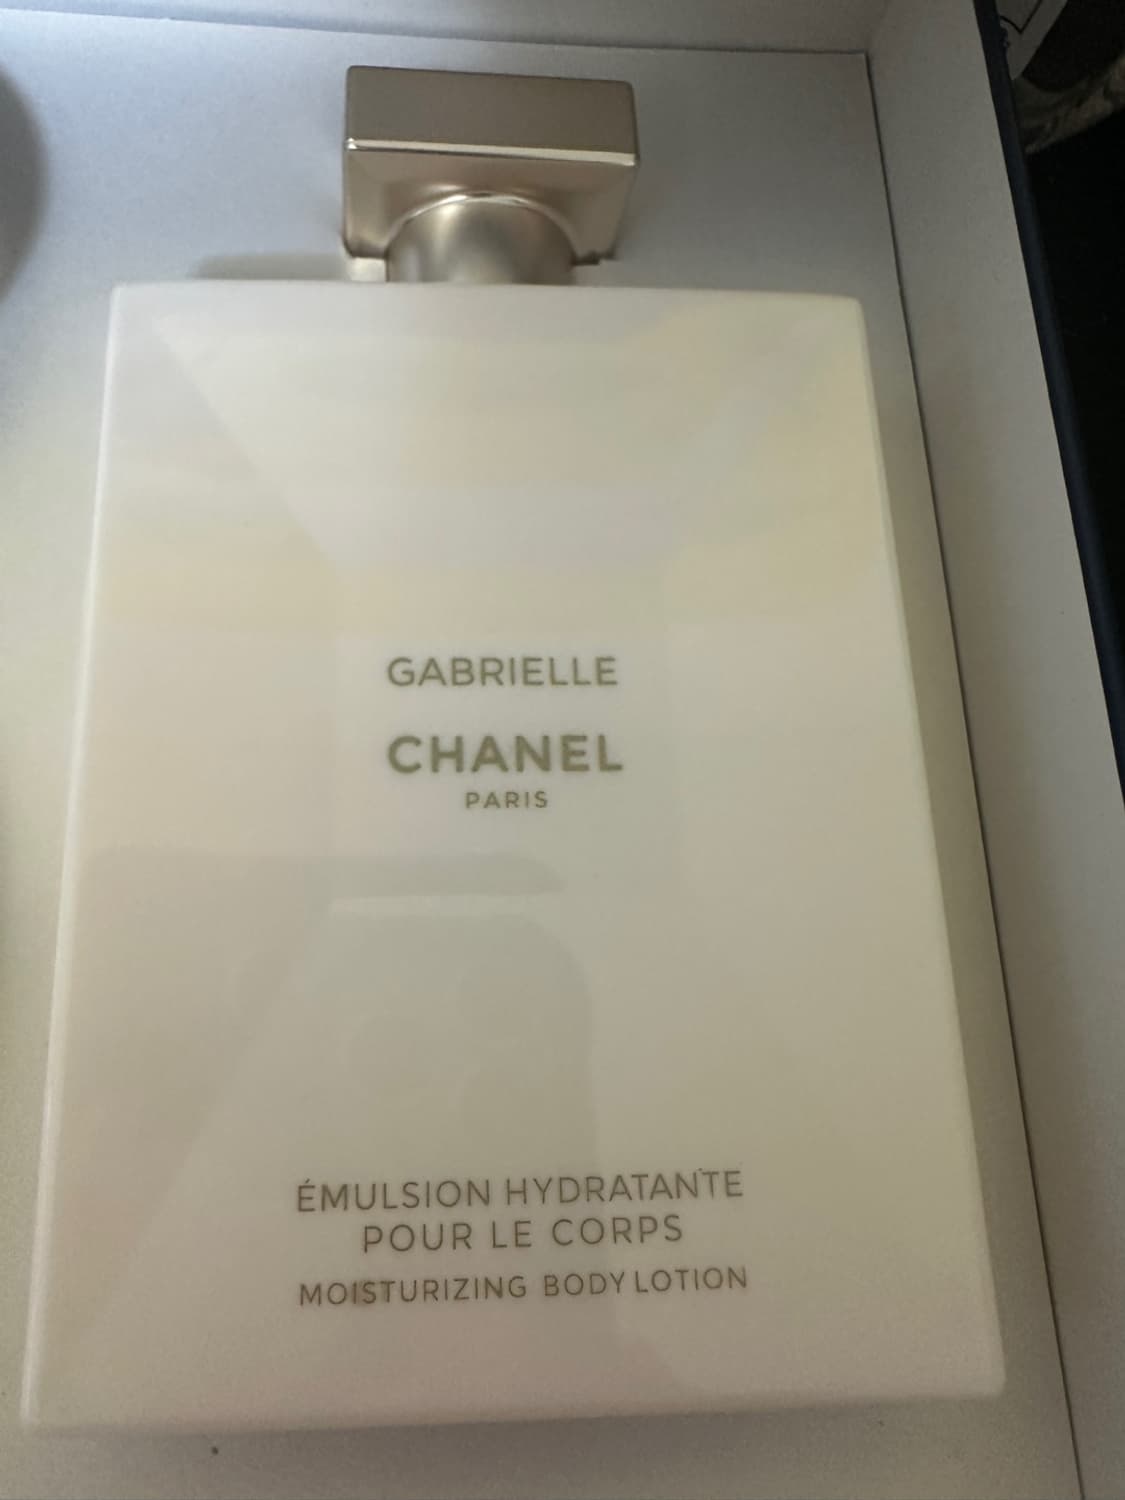 GABRIELLE
CHANEL
PARIS
ÉMULSION HYDRATANTE
POUR LE CORPS
MOISTURIZING BODY LOTION